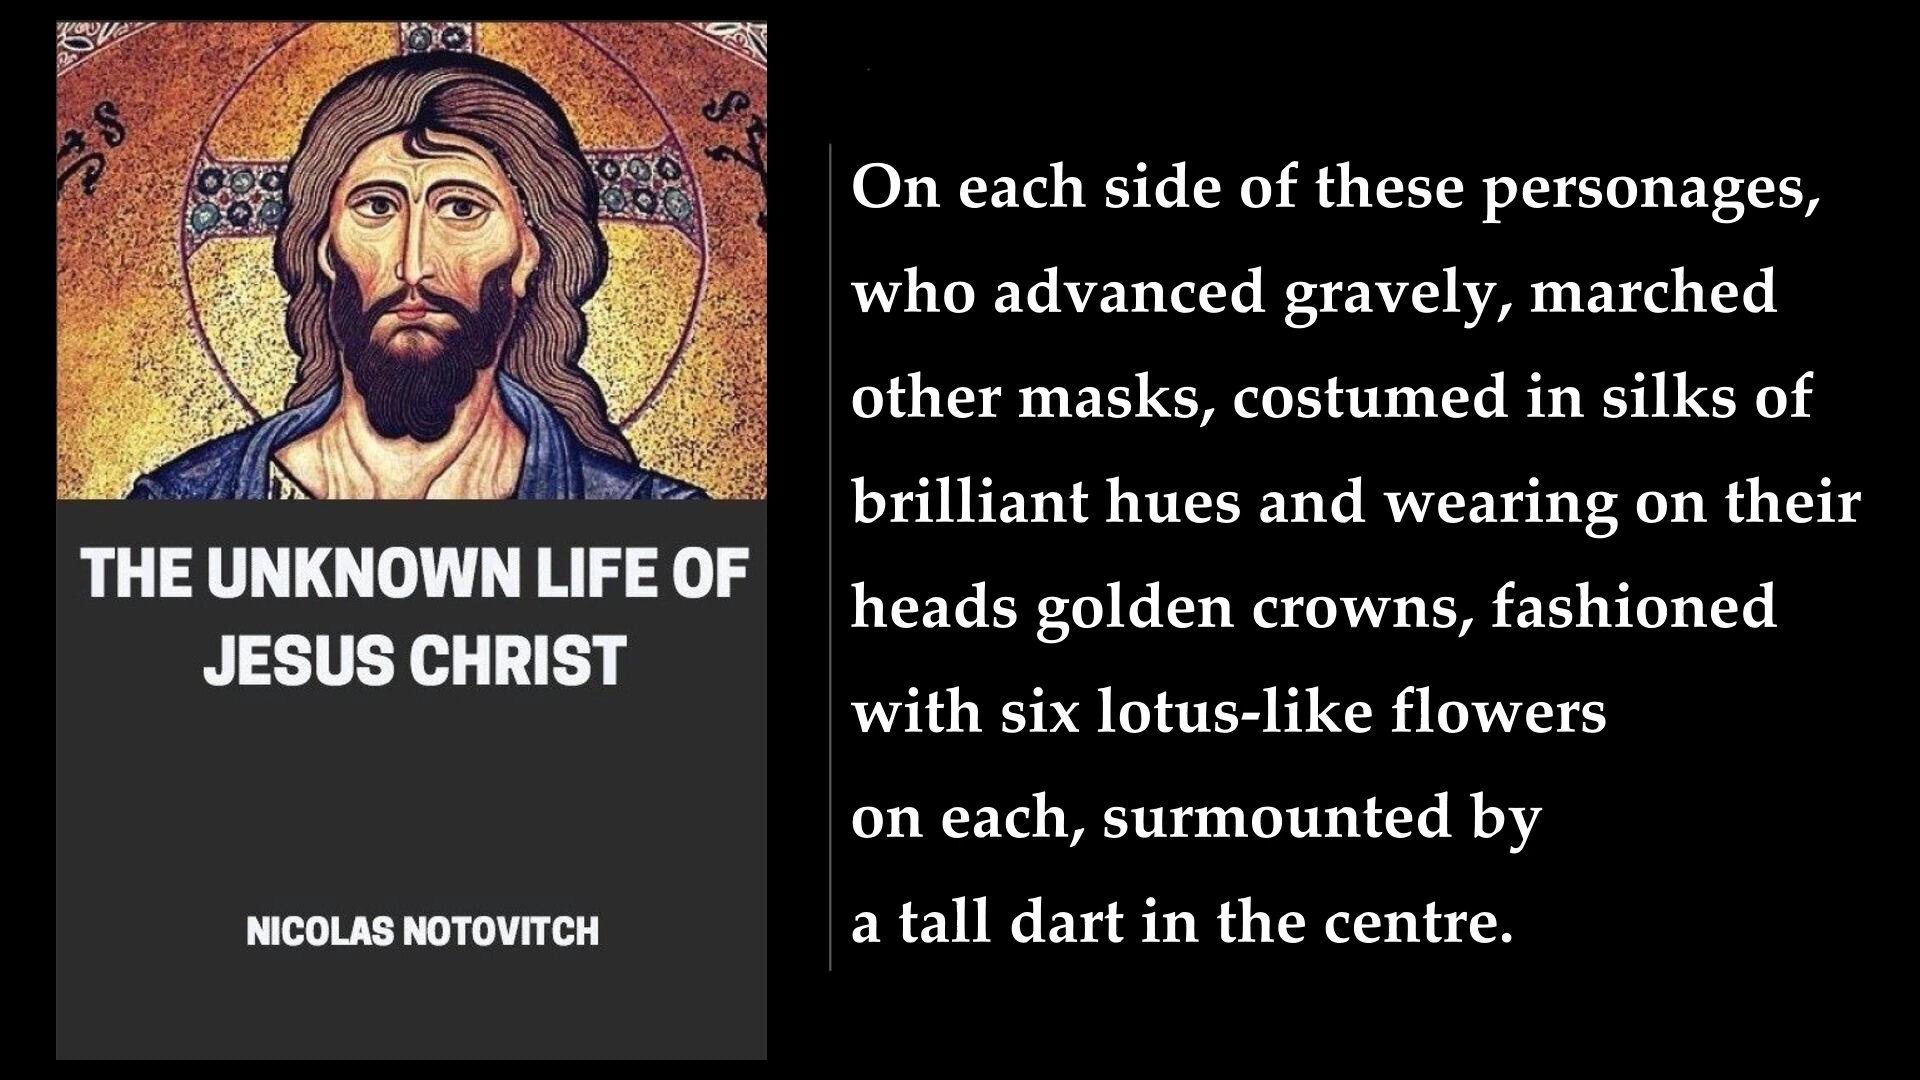 THE UNKNOWN LIFE OF
JESUS CHRIST
NICOLAS NOTOVITCH
On each side of these personages,
who advanced gravely, marched
other masks, costumed in silks of
brilliant hues and wearing on their
heads golden crowns, fashioned
with six lotus-like flowers
on each, surmounted by
a tall dart in the centre.